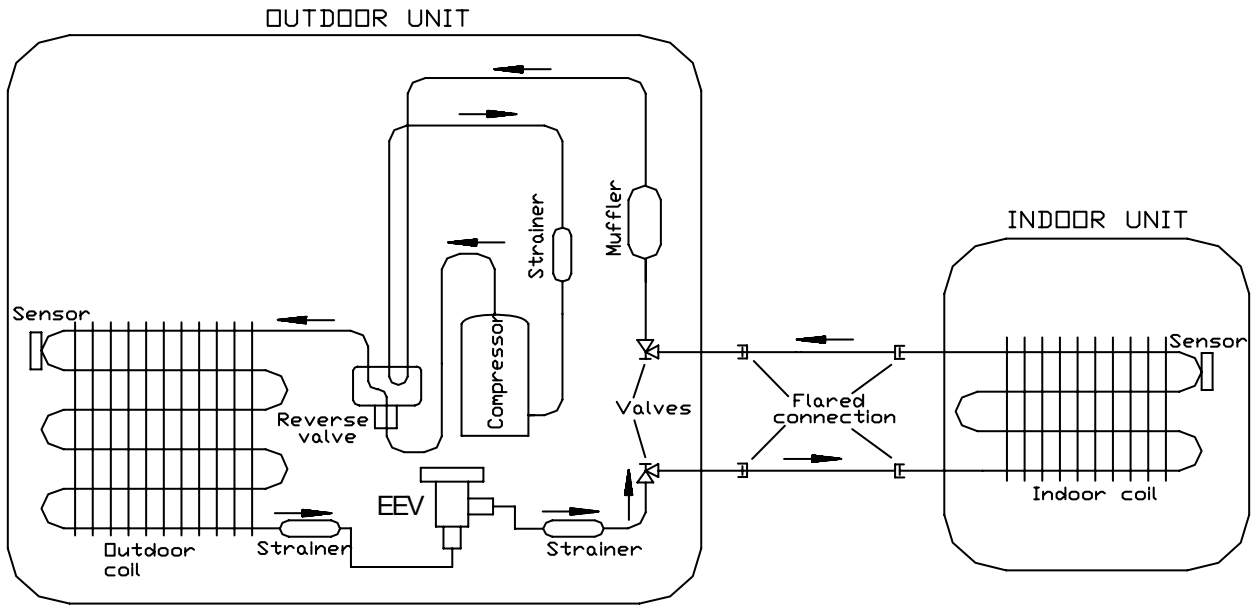 OUTDOOR UNIT
Muffler
Strainer
INDOOR UNIT
Sensor
Compressor
Sensor
Reverse
valve
Valves
Flared
connection
EEV
Indoor coil
Outdoor
coil
Strainer
Strainer